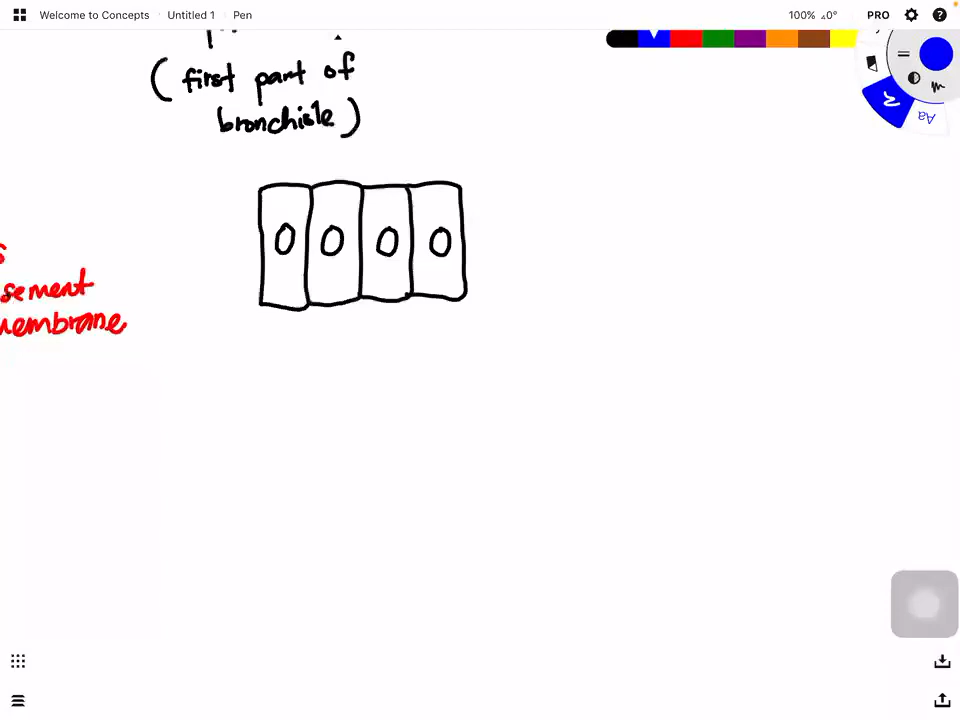 Welcome to Concepts Untitled 1 Pen
100% 0° PRO
(first part of
bronchiole)
sement
membrane
Aa